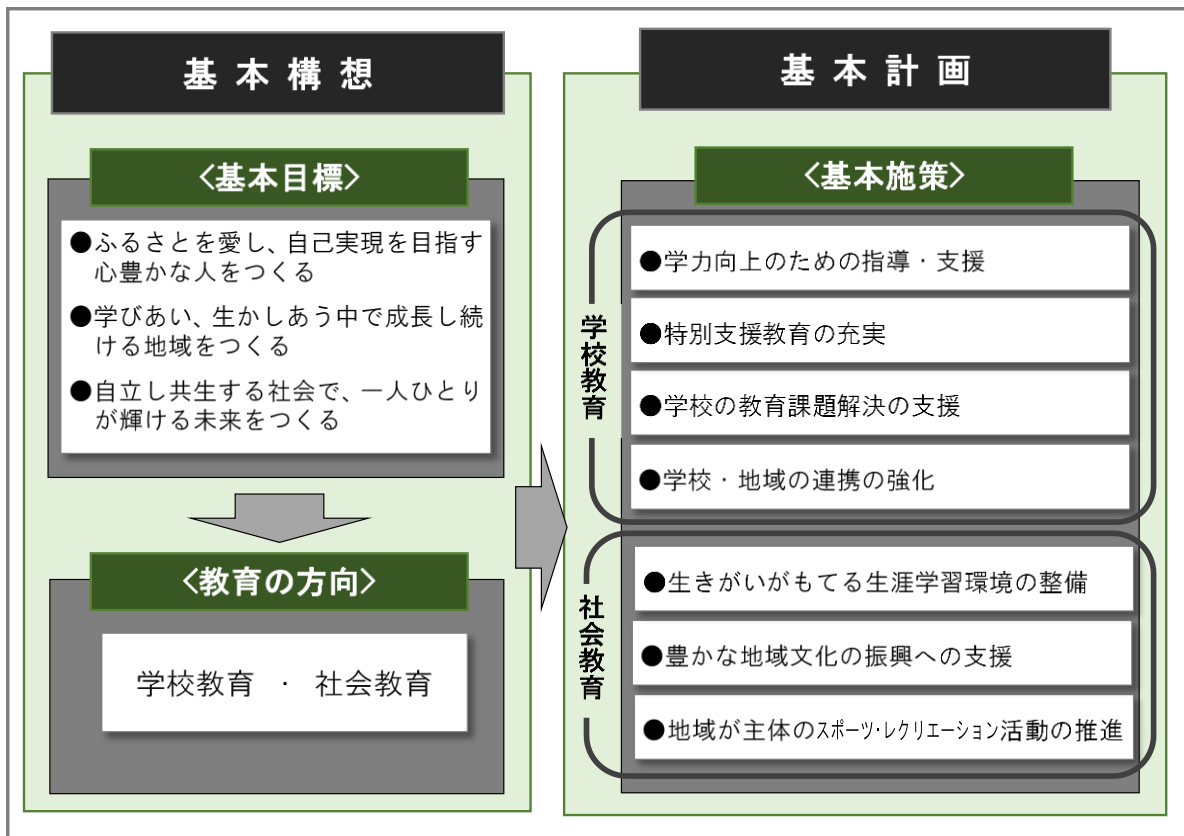 基本構想
<基本目標>
●ふるさとを愛し、自己実現を目指す
心豊かな人をつくる
●学びあい、生かしあう中で成長し続
ける地域をつくる
●自立し共生する社会で、一人ひとり
が輝ける未来をつくる
<教育の方向>
学校教育 ・ 社会教育
基本計画
<基本施策>
学校教育
●学力向上のための指導・支援
●特別支援教育の充実
●学校の教育課題解決の支援
●学校・地域の連携の強化
社会教育
●生きがいがもてる生涯学習環境の整備
●豊かな地域文化の振興への支援
●地域が主体のスポーツ・レクリエーション活動の推進